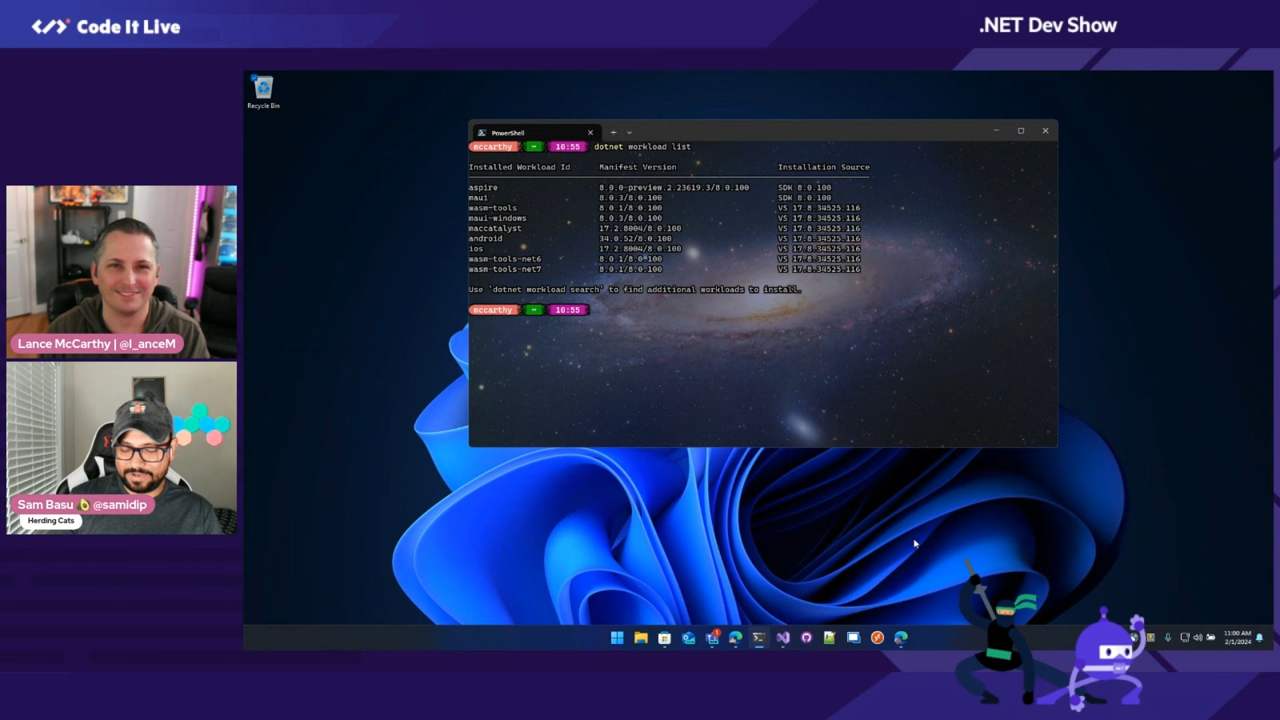 Code It Live
.NET Dev Show
Recycle Bin
PowerShell
mccarthy ~ 10:55 dotnet workload list
Installed Workload Id Manifest Version Installation Source
aspire 8.0.0-preview.2.23619.3/8.0.100 SDK 8.0.100
maui 8.0.3/8.0.100 SDK 8.0.100
wasm-tools 8.0.1/8.0.100 VS 17.8.34525.116
maui-windows 8.0.3/8.0.100 VS 17.8.34525.116
maccatalyst 17.2.8004/8.0.100 VS 17.8.34525.116
android 34.0.52/8.0.100 VS 17.8.34525.116
ios 17.2.8004/8.0.100 VS 17.8.34525.116
wasm-tools-net6 8.0.1/8.0.100 VS 17.8.34525.116
wasm-tools-net7 8.0.1/8.0.100 VS 17.8.34525.116
Use `dotnet workload search` to find additional workloads to install.
mccarthy ~ 10:55
Lance McCarthy | @l_anceM
Sam Basu 🥑 @samidip
Herding Cats
11:00 AM
2/1/2024